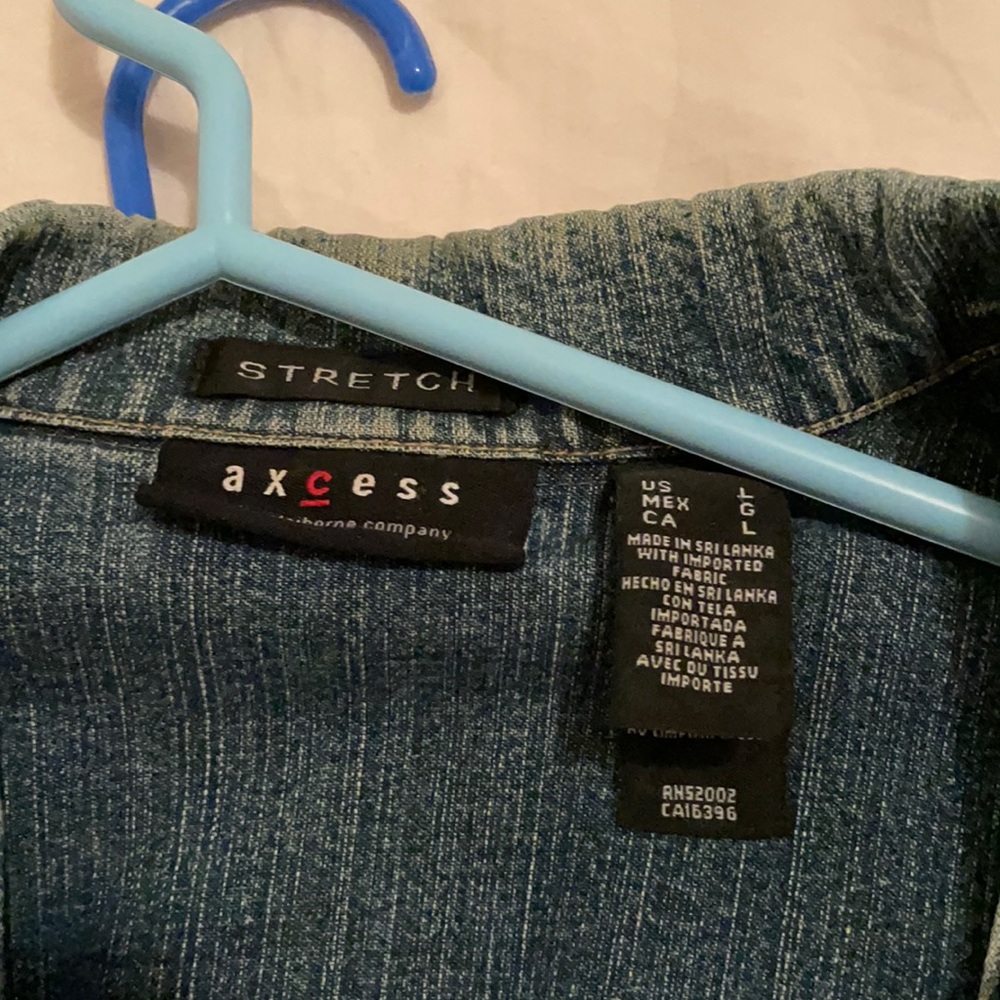 STRETCH
axcess
company
US L
MEX G
CA L
MADE IN SRI LANKA
WITH IMPORTED
FABRIC
HECHO EN SRI LANKA
CON TELA
IMPORTADA
FABRIQUE A
SRI LANKA
AVEC DU TISSU
IMPORTE
CA16396